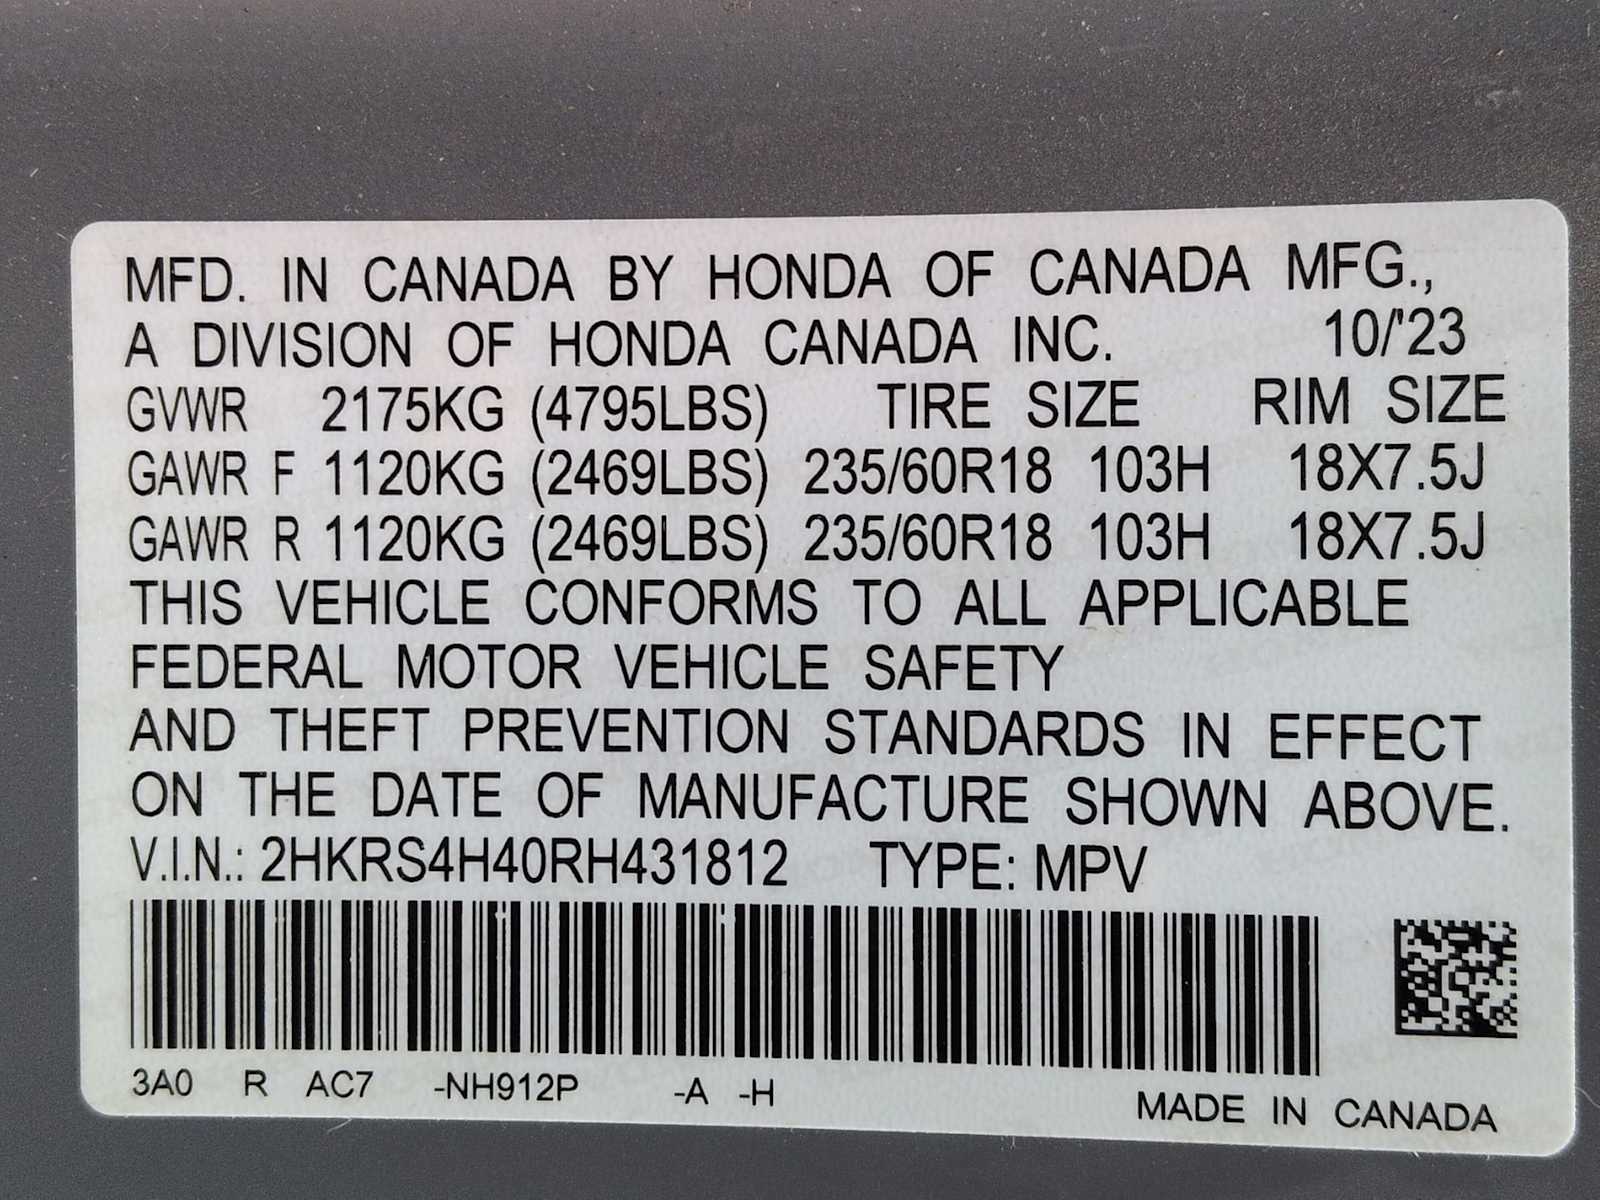 MFD. IN CANADA BY HONDA OF CANADA MFG.,
A DIVISION OF HONDA CANADA INC. 10/'23
GVWR 2175KG (4795LBS) TIRE SIZE RIM SIZE
GAWR F 1120KG (2469LBS) 235/60R18 103H 18X7.5J
GAWR R 1120KG (2469LBS) 235/60R18 103H 18X7.5J
THIS VEHICLE CONFORMS TO ALL APPLICABLE
FEDERAL MOTOR VEHICLE SAFETY
AND THEFT PREVENTION STANDARDS IN EFFECT
ON THE DATE OF MANUFACTURE SHOWN ABOVE.
V.I.N.: 2HKRS4H40RH431812 TYPE: MPV
3A0 R AC7 -NH912P -A -H
MADE IN CANADA